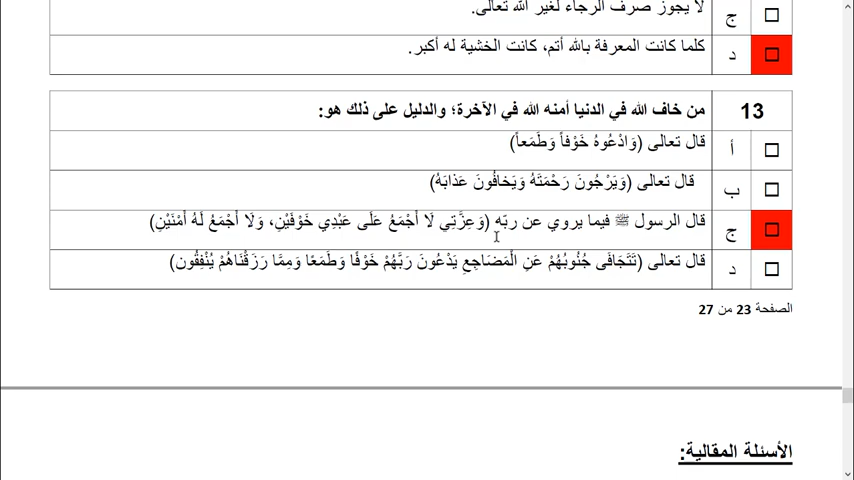 ج لا يجوز صرف الرجاء لغير الله تعالى.
د كلما كانت المعرفة بالله أتم، كانت الخشية له أكبر.
13 من خاف الله في الدنيا أمنه الله في الآخرة؛ والدليل على ذلك هو:
أ قال تعالى (وَادْعُوهُ خَوْفاً وَطَمَعاً)
ب قال تعالى (وَيَرْجُونَ رَحْمَتَهُ وَيَخافُونَ عَذابَهُ)
ج قال الرسول ﷺ فيما يروي عن ربّه (وَعِزَّتِي لَا أَجْمَعُ عَلَى عَبْدِي خَوْفَيْنِ، وَلَا أَجْمَعُ لَهُ أَمْنَيْنِ)
د قال تعالى (تَتَجَافَى جُنُوبُهُمْ عَنِ الْمَضَاجِعِ يَدْعُونَ رَبَّهُمْ خَوْفًا وَطَمَعًا وَمِمَّا رَزَقْنَاهُمْ يُنْفِقُونَ)
الصفحة 23 من 27
الأسئلة المقالية: